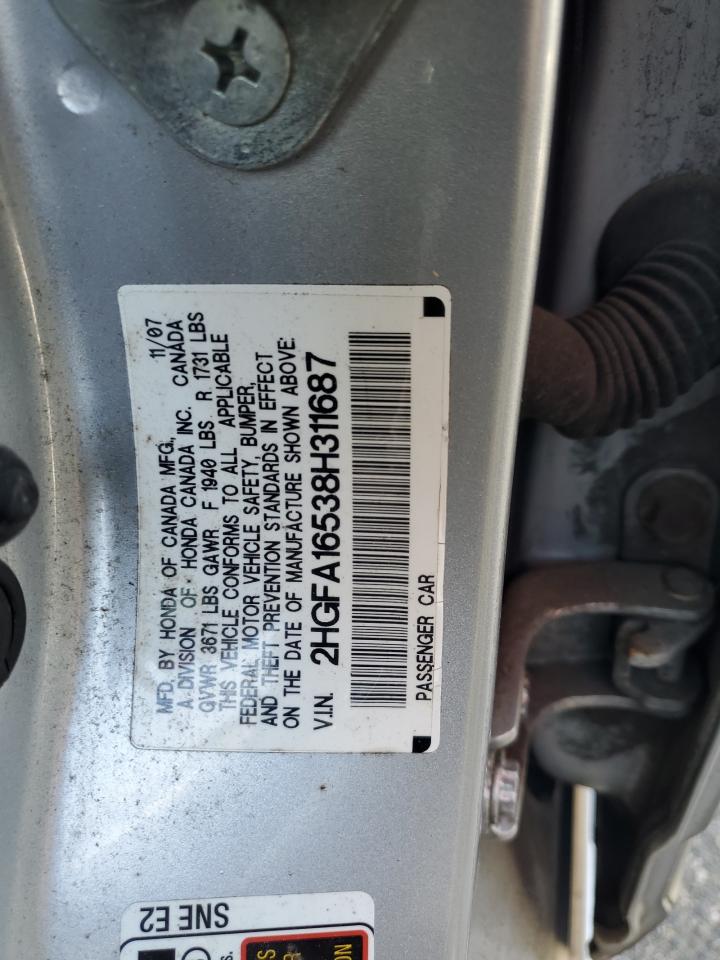 MFD. BY HONDA OF CANADA MFG., 11/07
A DIVISION OF HONDA CANADA INC. CANADA
GVWR 3671 LBS GAWR F 1940 LBS R 1731 LBS
THIS VEHICLE CONFORMS TO ALL APPLICABLE
FEDERAL MOTOR VEHICLE SAFETY, BUMPER,
AND THEFT PREVENTION STANDARDS IN EFFECT
ON THE DATE OF MANUFACTURE SHOWN ABOVE:
V.I.N. 2HGFA16538H311687
PASSENGER CAR
SNE E2